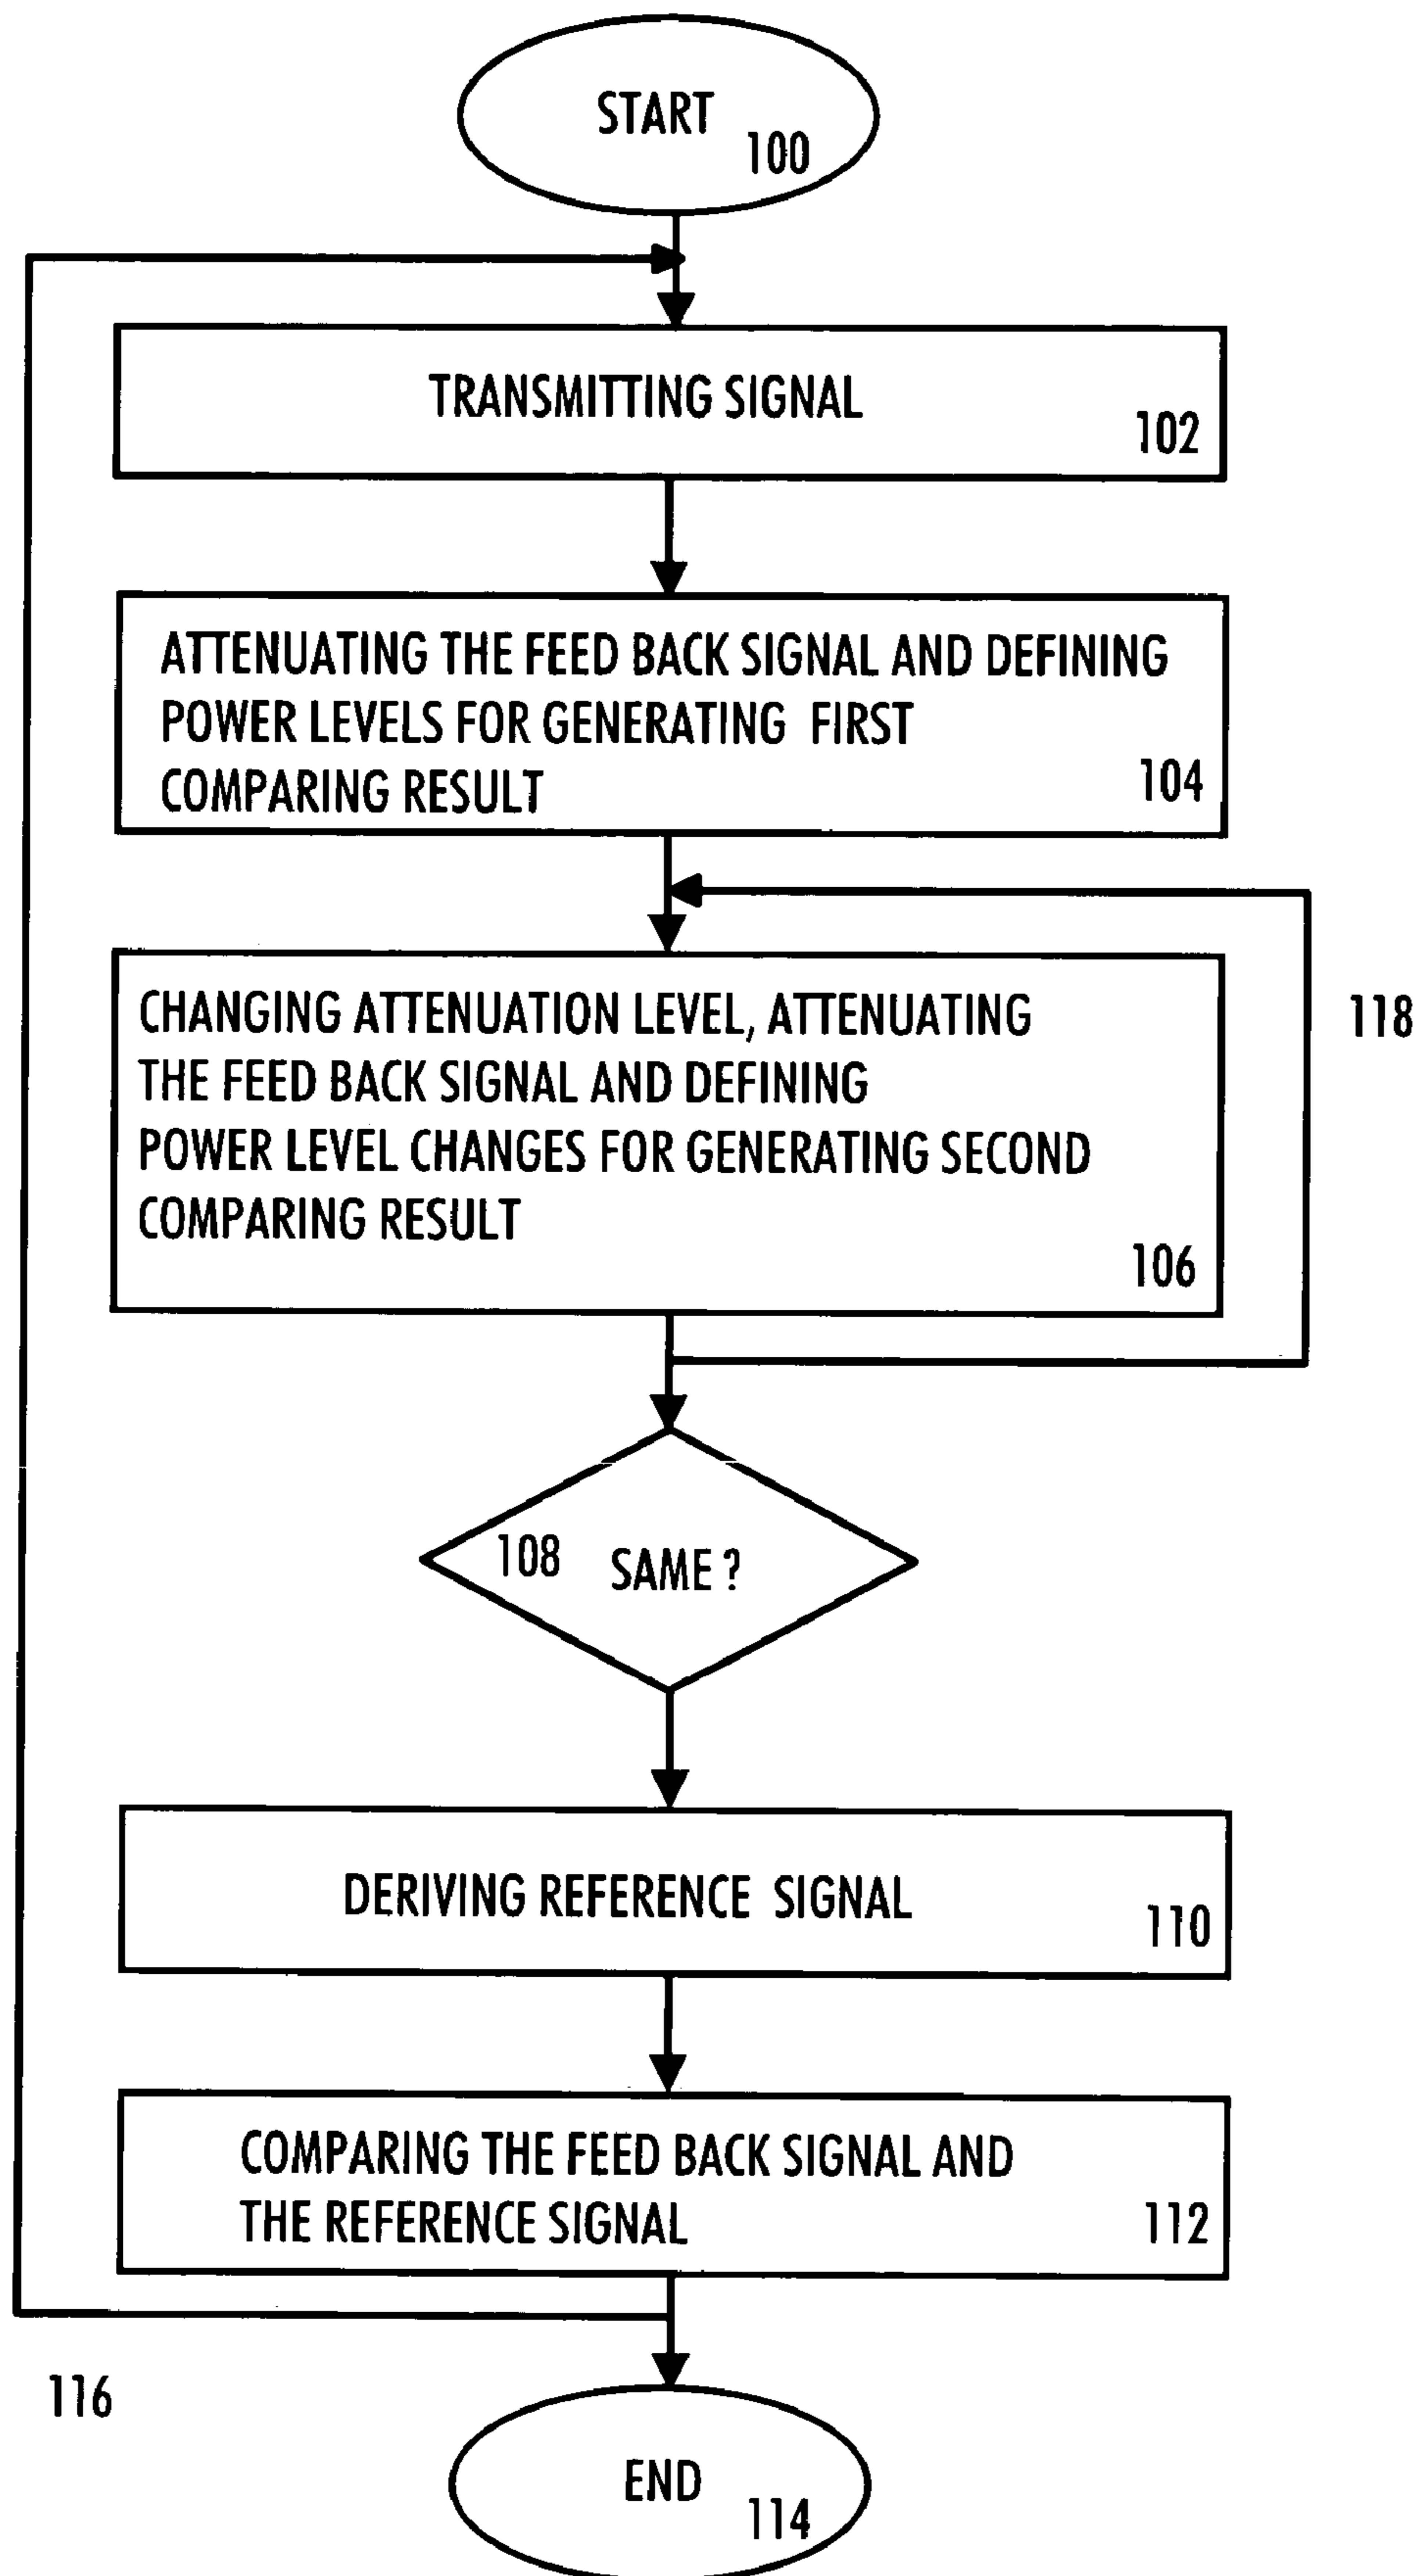 START
100
TRANSMITTING SIGNAL
102
ATTENUATING THE FEED BACK SIGNAL AND DEFINING
POWER LEVELS FOR GENERATING FIRST
COMPARING RESULT
104
CHANGING ATTENUATION LEVEL, ATTENUATING
THE FEED BACK SIGNAL AND DEFINING
POWER LEVEL CHANGES FOR GENERATING SECOND
COMPARING RESULT
106
118
108 SAME ?
DERIVING REFERENCE SIGNAL
110
COMPARING THE FEED BACK SIGNAL AND
THE REFERENCE SIGNAL
112
116
END
114